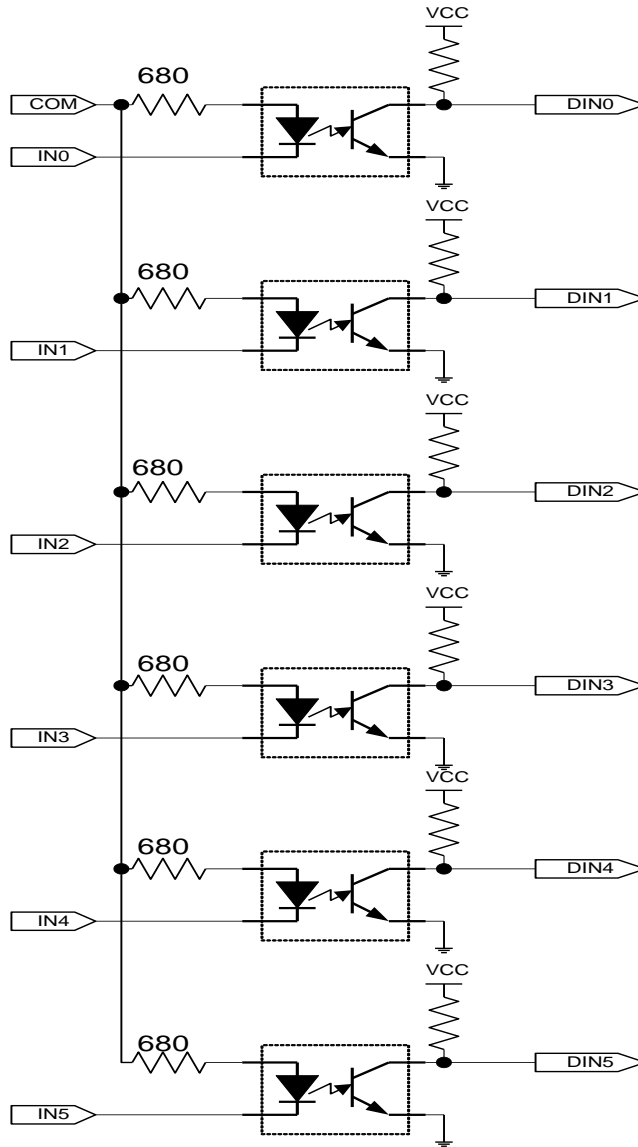 VCC
680
COM
DIN0
IN0
VCC
680
DIN1
IN1
VCC
680
DIN2
IN2
VCC
680
DIN3
IN3
VCC
680
DIN4
IN4
VCC
680
DIN5
IN5